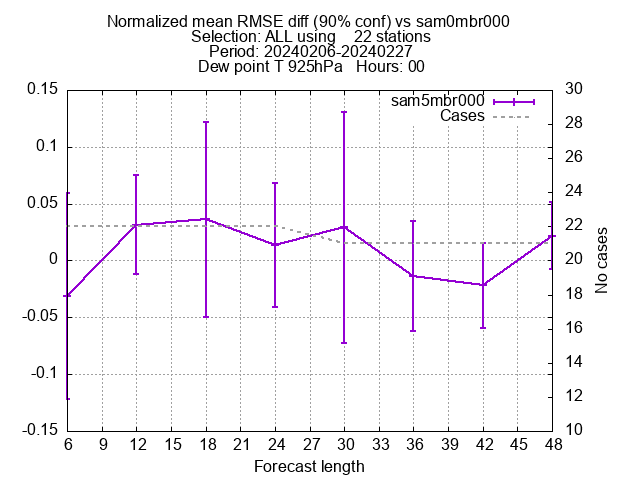 Normalized mean RMSE diff (90% conf) vs sam0mbr000
Selection: ALL using    22 stations
Period: 20240206-20240227
Dew point T 925hPa   Hours: 00
sam5mbr000
Cases
0.15
0.1
0.05
0
-0.05
-0.1
-0.15
30
28
26
24
22
20
18
16
14
12
10
No cases
6 9 12 15 18 21 24 27 30 33 36 39 42 45 48
Forecast length